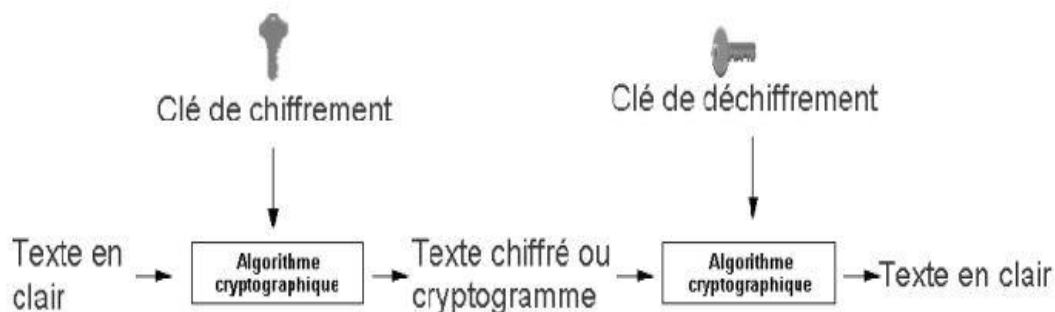 Clé de chiffrement
Clé de déchiffrement
Texte en
clair
Algorithme
cryptographique
Texte chiffré ou
cryptogramme
Algorithme
cryptographique
Texte en clair